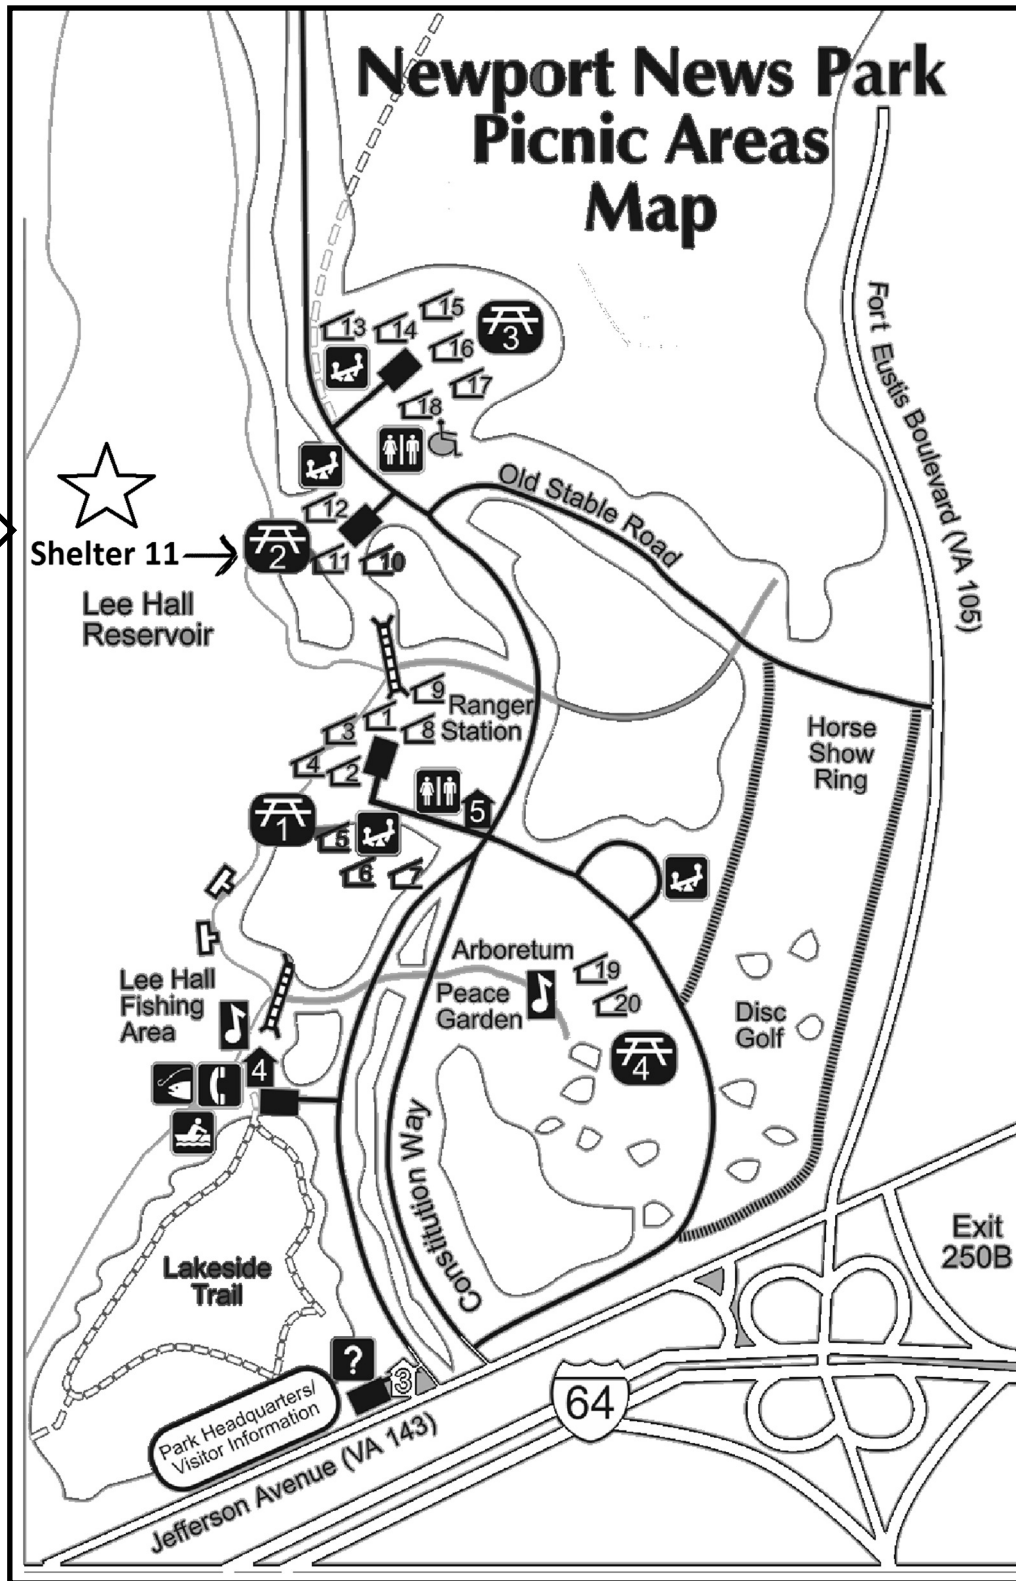 Newport News Park
Picnic Areas
Map
15
13
14
3
16
17
18
Fort Eustis Boulevard (VA 105)
Old Stable Road
12
2
Shelter 11
11
10
Lee Hall
Reservoir
9
Ranger
Station
1
3
8
4
2
Horse
Show
Ring
5
1
5
6
7
Arboretum
19
Peace
Garden
20
Lee Hall
Fishing
Area
Disc
Golf
4
4
Constitution Way
Exit
250B
Lakeside
Trail
?
3
64
Park Headquarters/
Visitor Information
Jefferson Avenue (VA 143)